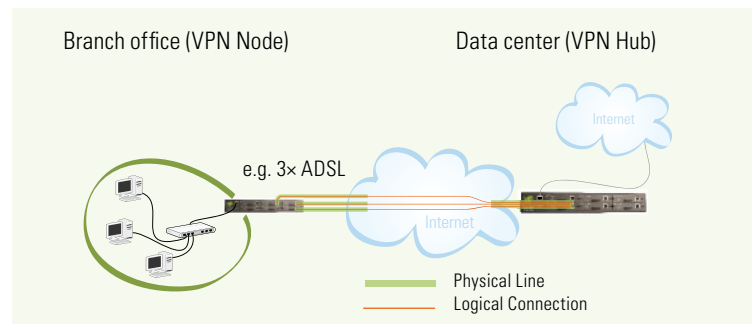 Branch office (VPN Node)
Data center (VPN Hub)
Internet
e.g. 3× ADSL
Internet
Physical Line
Logical Connection